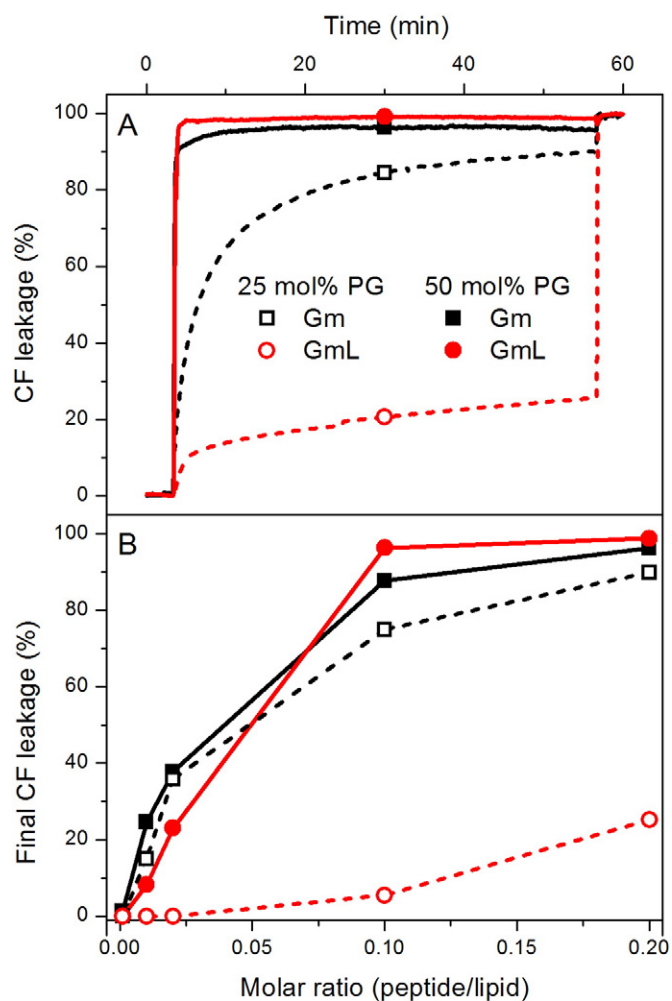 Time (min)
0 30 60
A
100
80
60
40
20
0
CF leakage (%)
25 mol% PG 50 mol% PG
Gm Gm
GmL GmL
B
100
80
60
40
20
0
Final CF leakage (%)
0.00 0.05 0.10 0.15 0.20
Molar ratio (peptide/lipid)